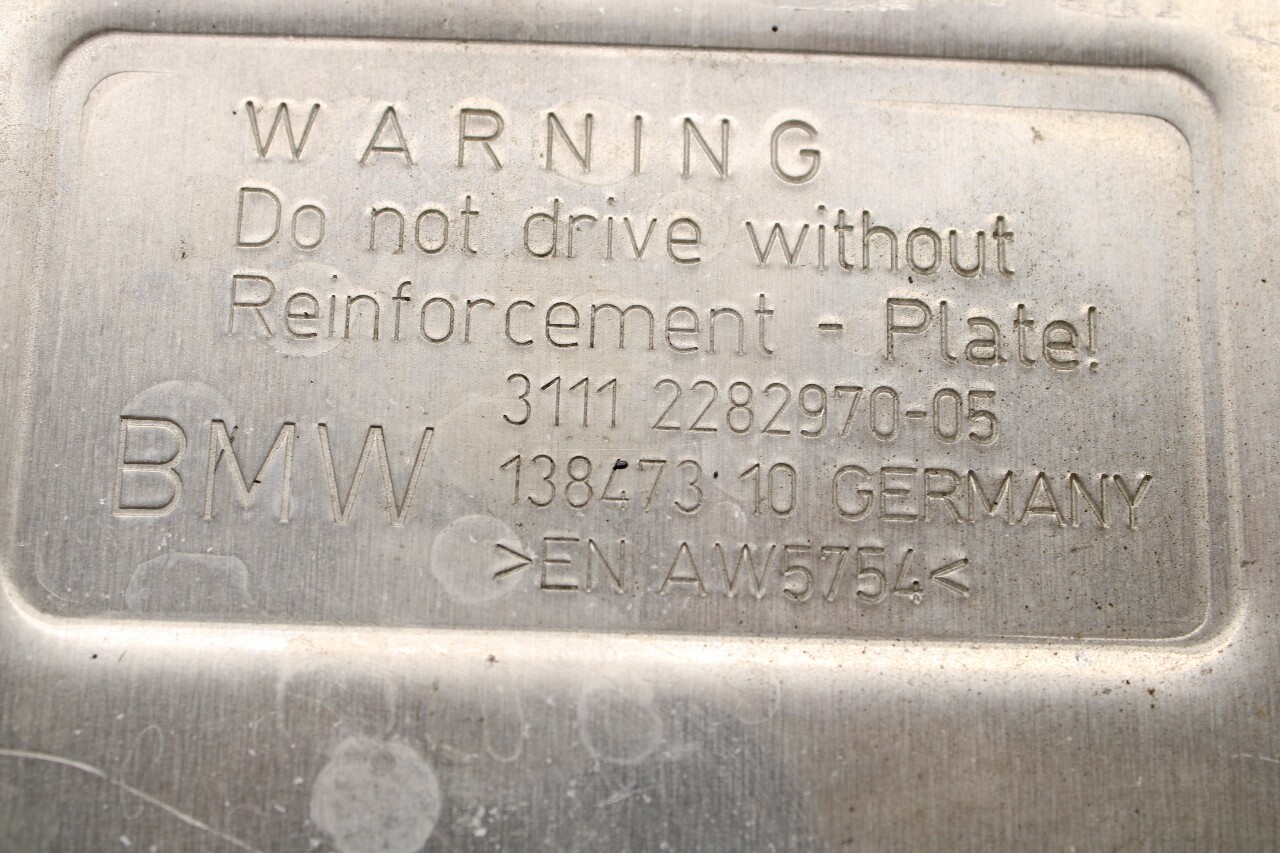 WARNING
Do not drive without
Reinforcement - Plate!
3111 2282970-05
BMW
138473 10 GERMANY
>EN AW5754<